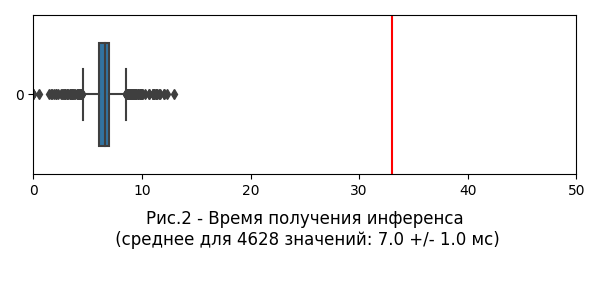 0
0 10 20 30 40 50
Рис.2 - Время получения инференса
(среднее для 4628 значений: 7.0 +/- 1.0 мс)